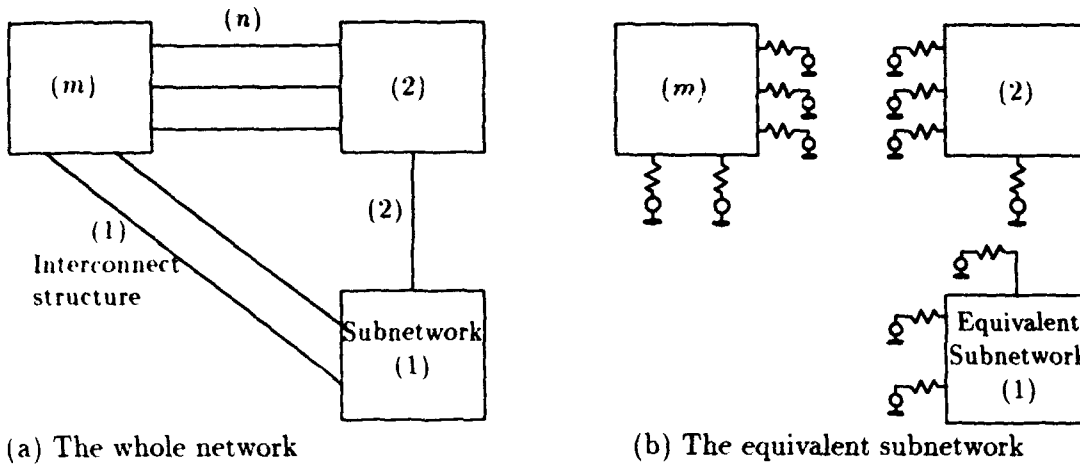 (n)
(m)
(2)
(2)
(1)
Interconnect
structure
Subnetwork
(1)
(a) The whole network
(m)
(2)
Equivalent
Subnetwork
(1)
(b) The equivalent subnetwork